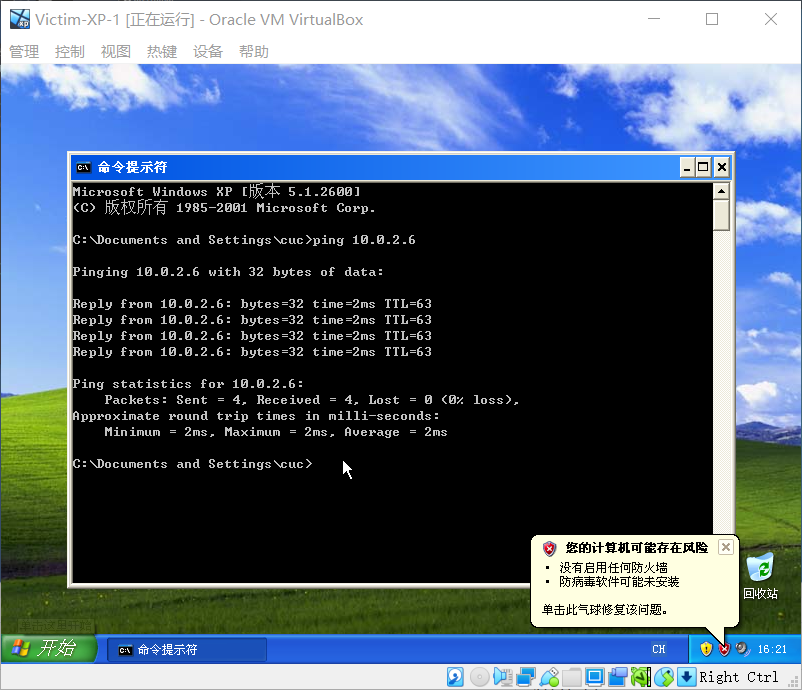 Victim-XP-1 [正在运行] - Oracle VM VirtualBox
管理 控制 视图 热键 设备 帮助
命令提示符
Microsoft Windows XP [版本 5.1.2600]
(C) 版权所有 1985-2001 Microsoft Corp.
C:\Documents and Settings\cuc>ping 10.0.2.6
Pinging 10.0.2.6 with 32 bytes of data:
Reply from 10.0.2.6: bytes=32 time=2ms TTL=63
Reply from 10.0.2.6: bytes=32 time=2ms TTL=63
Reply from 10.0.2.6: bytes=32 time=2ms TTL=63
Reply from 10.0.2.6: bytes=32 time=2ms TTL=63
Ping statistics for 10.0.2.6:
    Packets: Sent = 4, Received = 4, Lost = 0 (0% loss),
Approximate round trip times in milli-seconds:
    Minimum = 2ms, Maximum = 2ms, Average = 2ms
C:\Documents and Settings\cuc>
您的计算机可能存在风险
• 没有启用任何防火墙
• 防病毒软件可能未安装
单击此气球修复该问题。
回收站
开始 命令提示符 CH 16:21
Right Ctrl